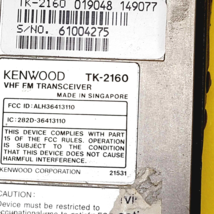 TK-2160 019048 149077
S/NO. 61004275
KENWOOD TK-2160
VHF FM TRANSCEIVER
MADE IN SINGAPORE
FCC ID: ALH36413110
IC: 282D-36413110
THIS DEVICE COMPLIES WITH PART
15 OF THE FCC RULES. OPERATION IS
SUBJECT TO THE CONDITION THAT THIS
DEVICE DOES NOT CAUSE
HARMFUL INTERFERENCE.
KENWOOD CORPORATION 21531
CAUTION:
Device must be restricted to